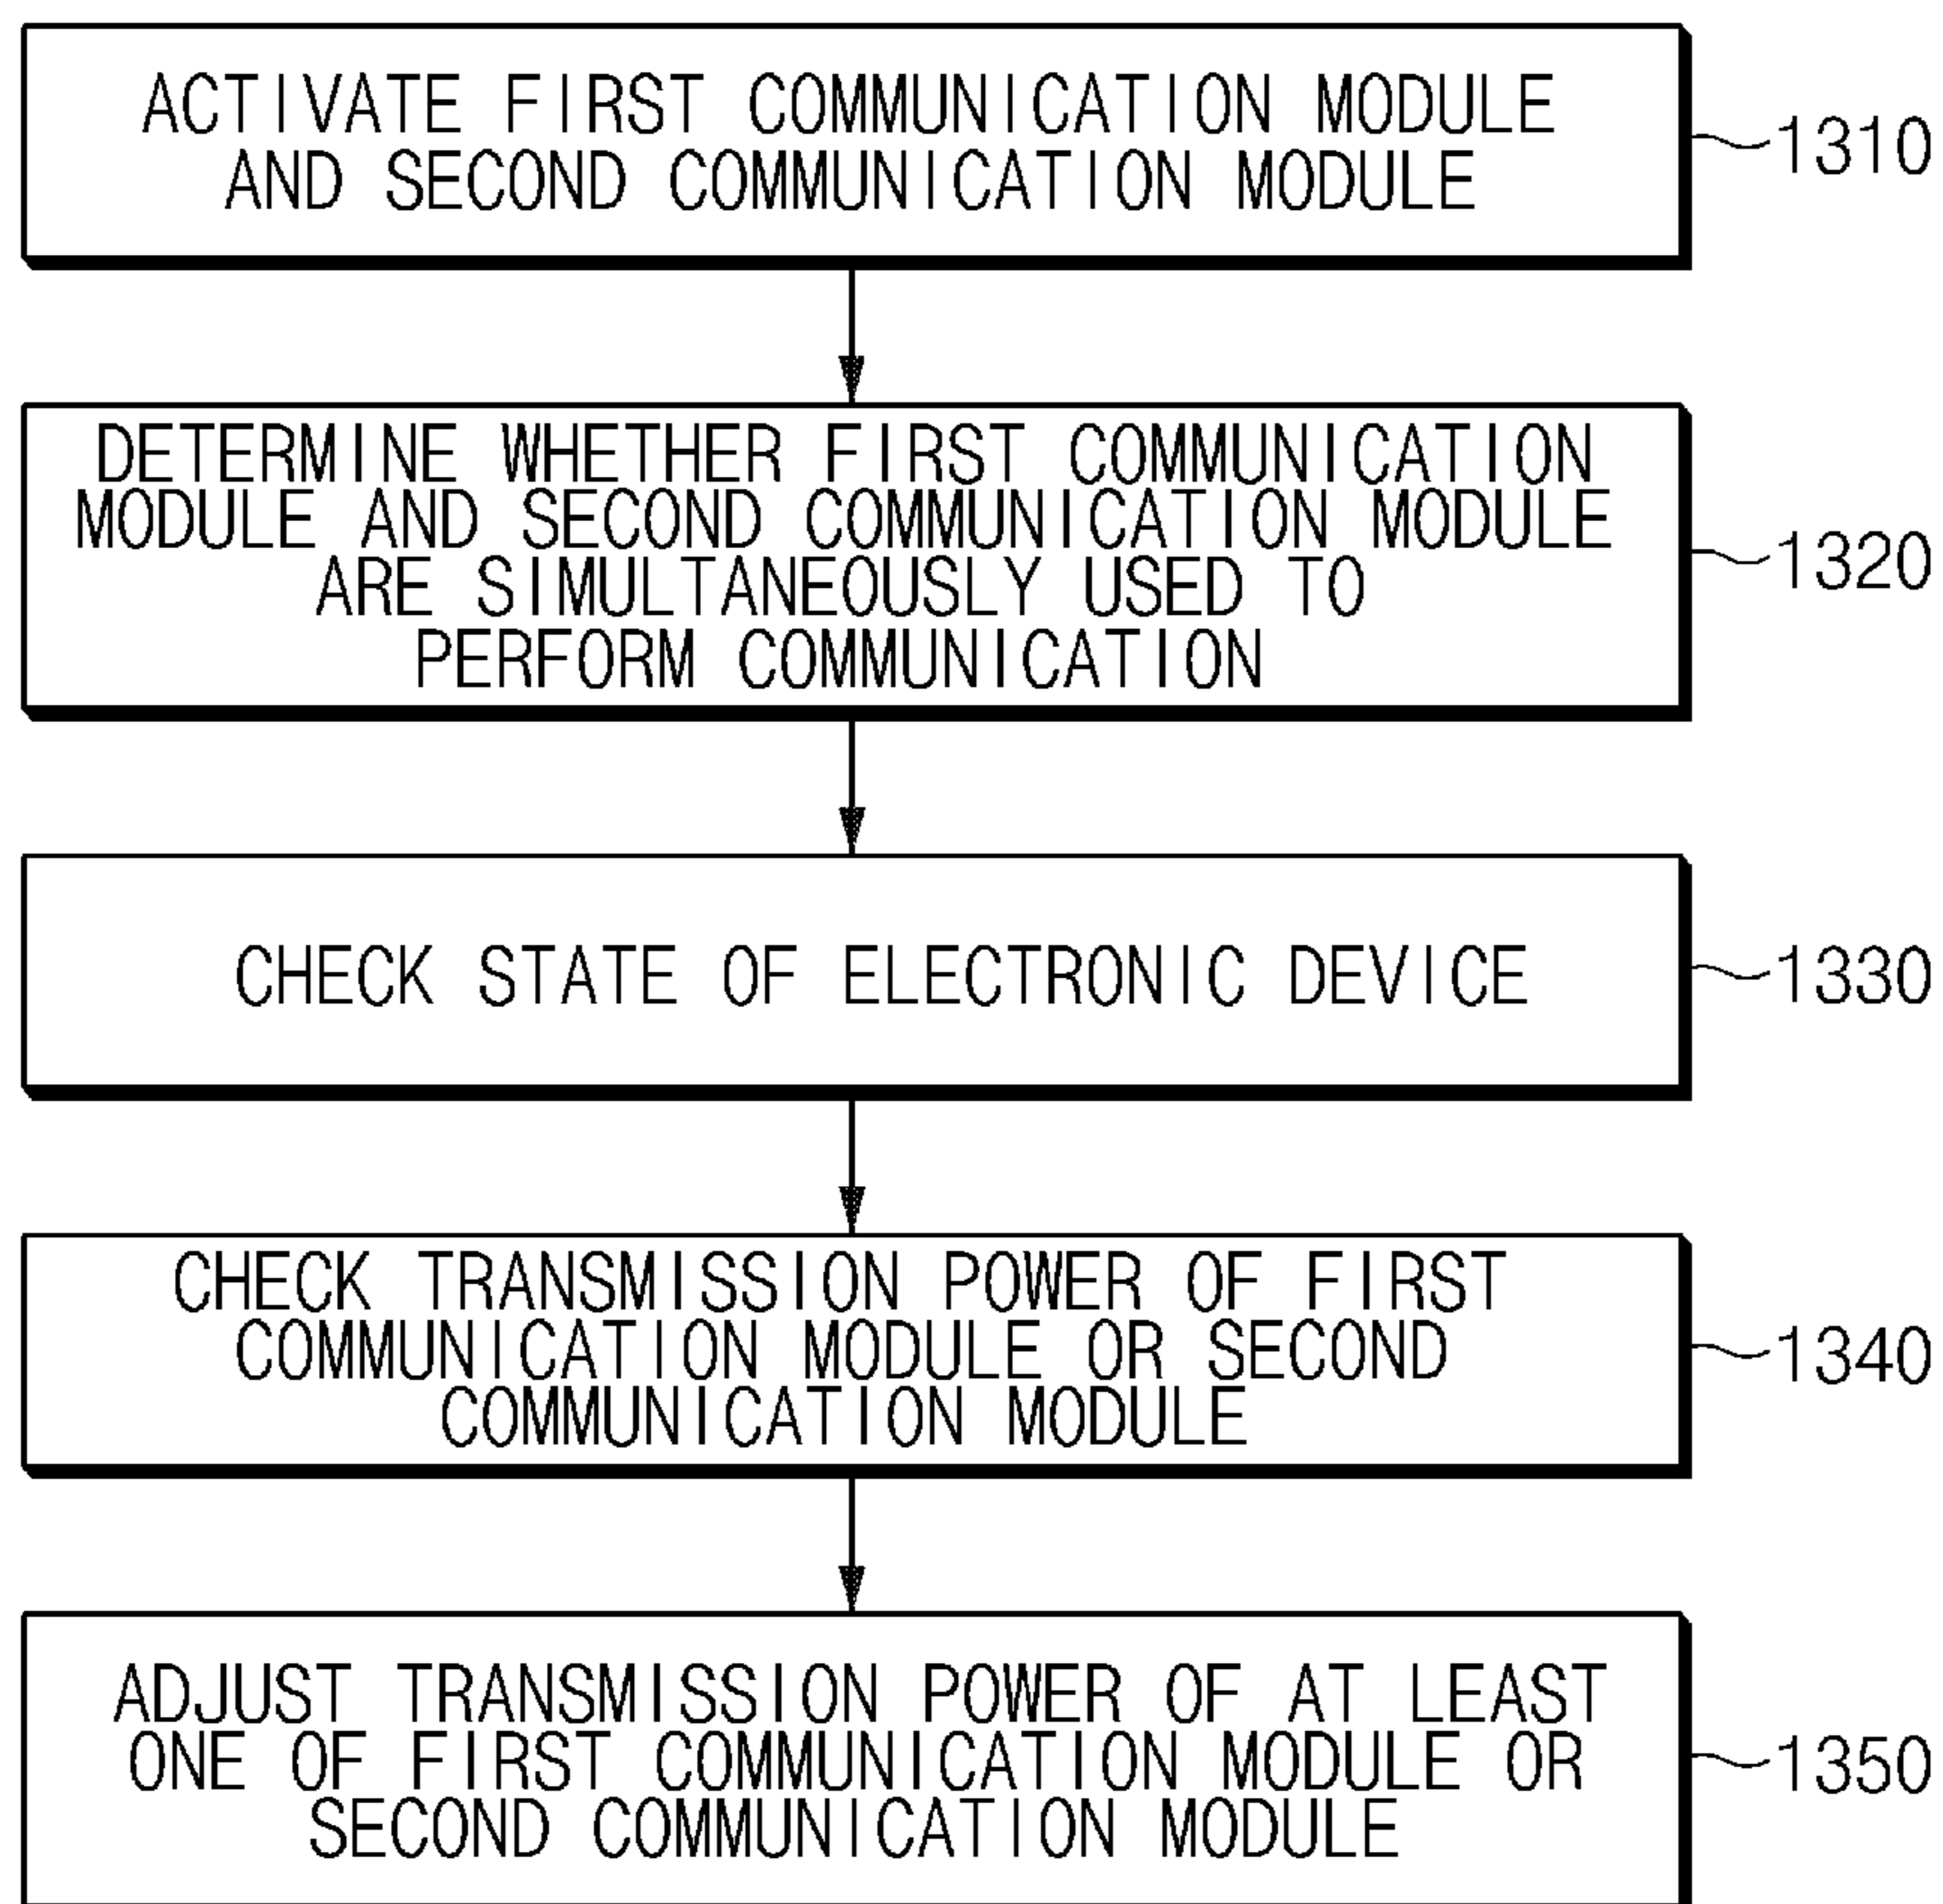 ACTIVATE FIRST COMMUNICATION MODULE
AND SECOND COMMUNICATION MODULE
1310
DETERMINE WHETHER FIRST COMMUNICATION
MODULE AND SECOND COMMUNICATION MODULE
ARE SIMULTANEOUSLY USED TO
PERFORM COMMUNICATION
1320
CHECK STATE OF ELECTRONIC DEVICE
1330
CHECK TRANSMISSION POWER OF FIRST
COMMUNICATION MODULE OR SECOND
COMMUNICATION MODULE
1340
ADJUST TRANSMISSION POWER OF AT LEAST
ONE OF FIRST COMMUNICATION MODULE OR
SECOND COMMUNICATION MODULE
1350